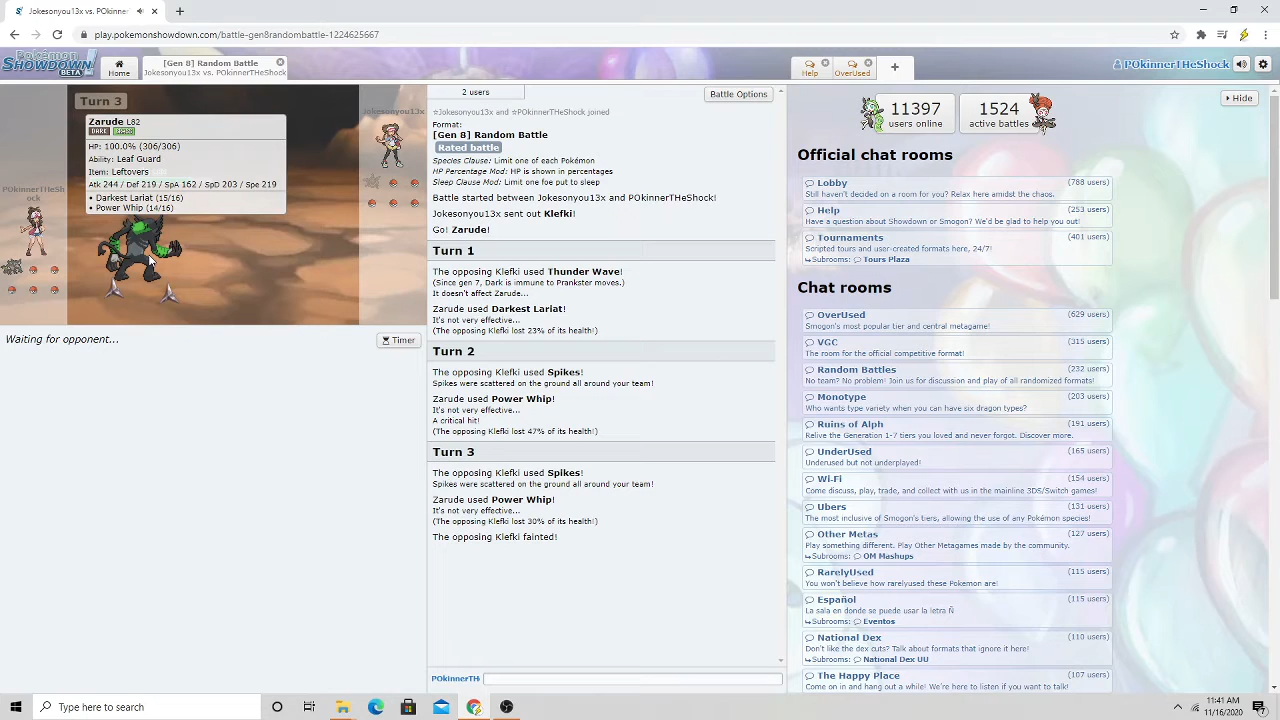 Jokesonyou13x vs. POkinnerTHe
play.pokemonshowdown.com/battle-gen8randombattle-1224625667
Pokémon
SHOWDOWN!
BETA
Home
[Gen 8] Random Battle
Jokesonyou13x vs. POkinnerTHeShock
Help
OverUsed
+
POkinnerTHeShock
Turn 3
Zarude L82
DARK GRASS
HP: 100.0% (306/306)
Ability: Leaf Guard
Item: Leftovers
Atk 244 / Def 219 / SpA 162 / SpD 203 / Spe 219
• Darkest Lariat (15/16)
• Power Whip (14/16)
POkinnerTHeSh
ock
Jokesonyou13x
Waiting for opponent...
Timer
2 users
Battle Options
☆Jokesonyou13x and ☆POkinnerTHeShock joined
Format:
[Gen 8] Random Battle
Rated battle
Species Clause: Limit one of each Pokémon
HP Percentage Mod: HP is shown in percentages
Sleep Clause Mod: Limit one foe put to sleep
Battle started between Jokesonyou13x and POkinnerTHeShock!
Jokesonyou13x sent out Klefki!
Go! Zarude!
Turn 1
The opposing Klefki used Thunder Wave!
(Since gen 7, Dark is immune to Prankster moves.)
It doesn't affect Zarude...
Zarude used Darkest Lariat!
It's not very effective...
(The opposing Klefki lost 23% of its health!)
Turn 2
The opposing Klefki used Spikes!
Spikes were scattered on the ground all around your team!
Zarude used Power Whip!
It's not very effective...
A critical hit!
(The opposing Klefki lost 47% of its health!)
Turn 3
The opposing Klefki used Spikes!
Spikes were scattered on the ground all around your team!
Zarude used Power Whip!
It's not very effective...
(The opposing Klefki lost 30% of its health!)
The opposing Klefki fainted!
POkinnerTH
11397
users online
1524
active battles
Hide
Official chat rooms
Lobby (788 users)
Still haven't decided on a room for you? Relax here amidst the chaos.
Help (253 users)
Have a question about Showdown or Smogon? We'd be glad to help you out!
Tournaments (401 users)
Scripted tours and user-created formats here, 24/7!
Subrooms: Tours Plaza
Chat rooms
OverUsed (629 users)
Smogon's most popular tier and central metagame!
VGC (315 users)
The room for the official competitive format!
Random Battles (232 users)
No team? No problem! Join us for discussion and play of all randomized formats!
Monotype (203 users)
Who wants type variety when you can have six dragon types?
Ruins of Alph (191 users)
Relive the Generation 1-7 tiers you loved and never forgot. Discover more.
UnderUsed (165 users)
Underused but not underplayed!
Wi-Fi (154 users)
Come discuss, play, trade, and collect with us in the mainline 3DS/Switch games!
Ubers (131 users)
The most inclusive of Smogon's tiers, allowing the use of any Pokémon species!
Other Metas (127 users)
Play something different. Play Other Metagames made by the community.
Subrooms: OM Mashups
RarelyUsed (115 users)
You won't believe how rarelyused these Pokemon are!
Español (115 users)
La sala en donde se puede usar la letra Ñ
Subrooms: Eventos
National Dex (110 users)
Don't like the dex cuts? Talk about formats that ignore it here!
Subrooms: National Dex UU
The Happy Place (107 users)
Come on in and hang out a while! We're here to listen if you want to talk!
Type here to search
11:41 AM
11/16/2020